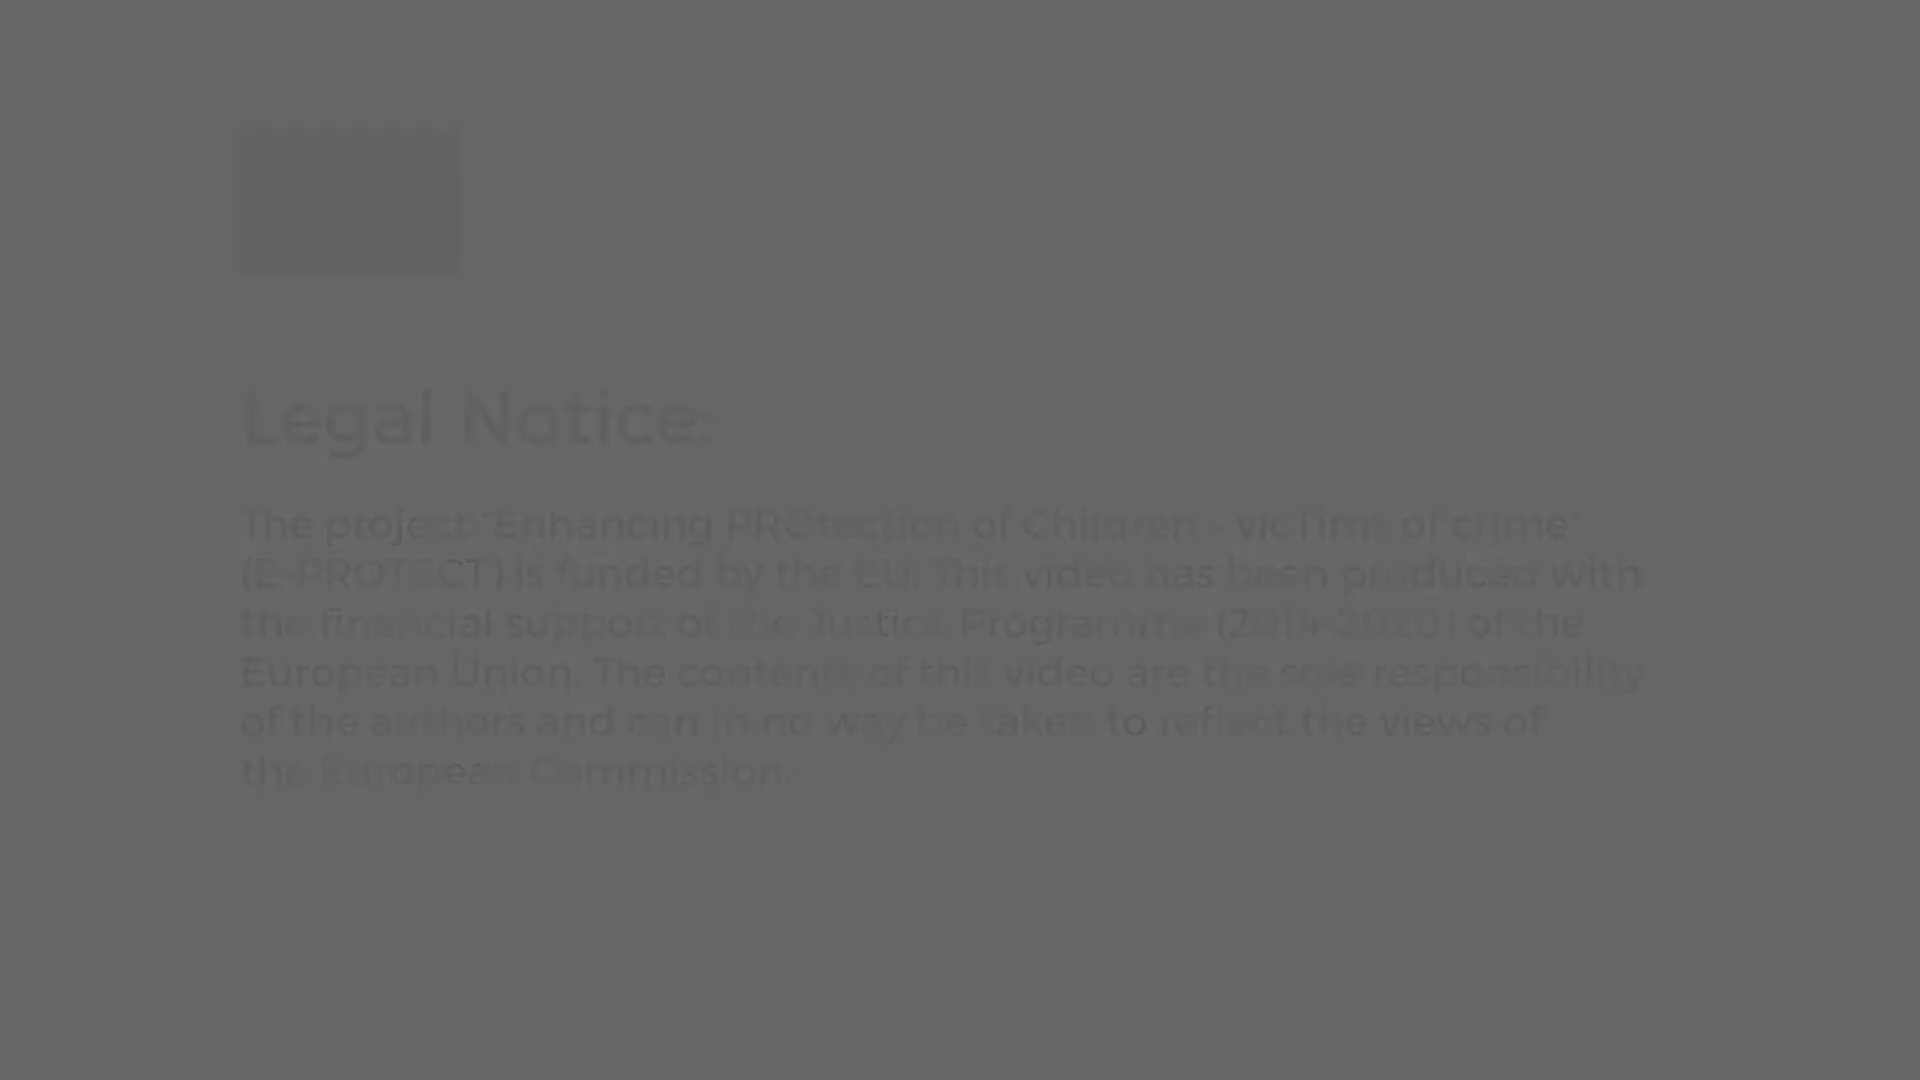 Legal Notice:
The project "Enhancing PROtection of Children - vicTims of crime"
(E-PROTECT) is funded by the EU. This video has been produced with
the financial support of the Justice Programme (2014-2020) of the
European Union. The contents of this video are the sole responsibility
of the authors and can in no way be taken to reflect the views of
the European Commission.